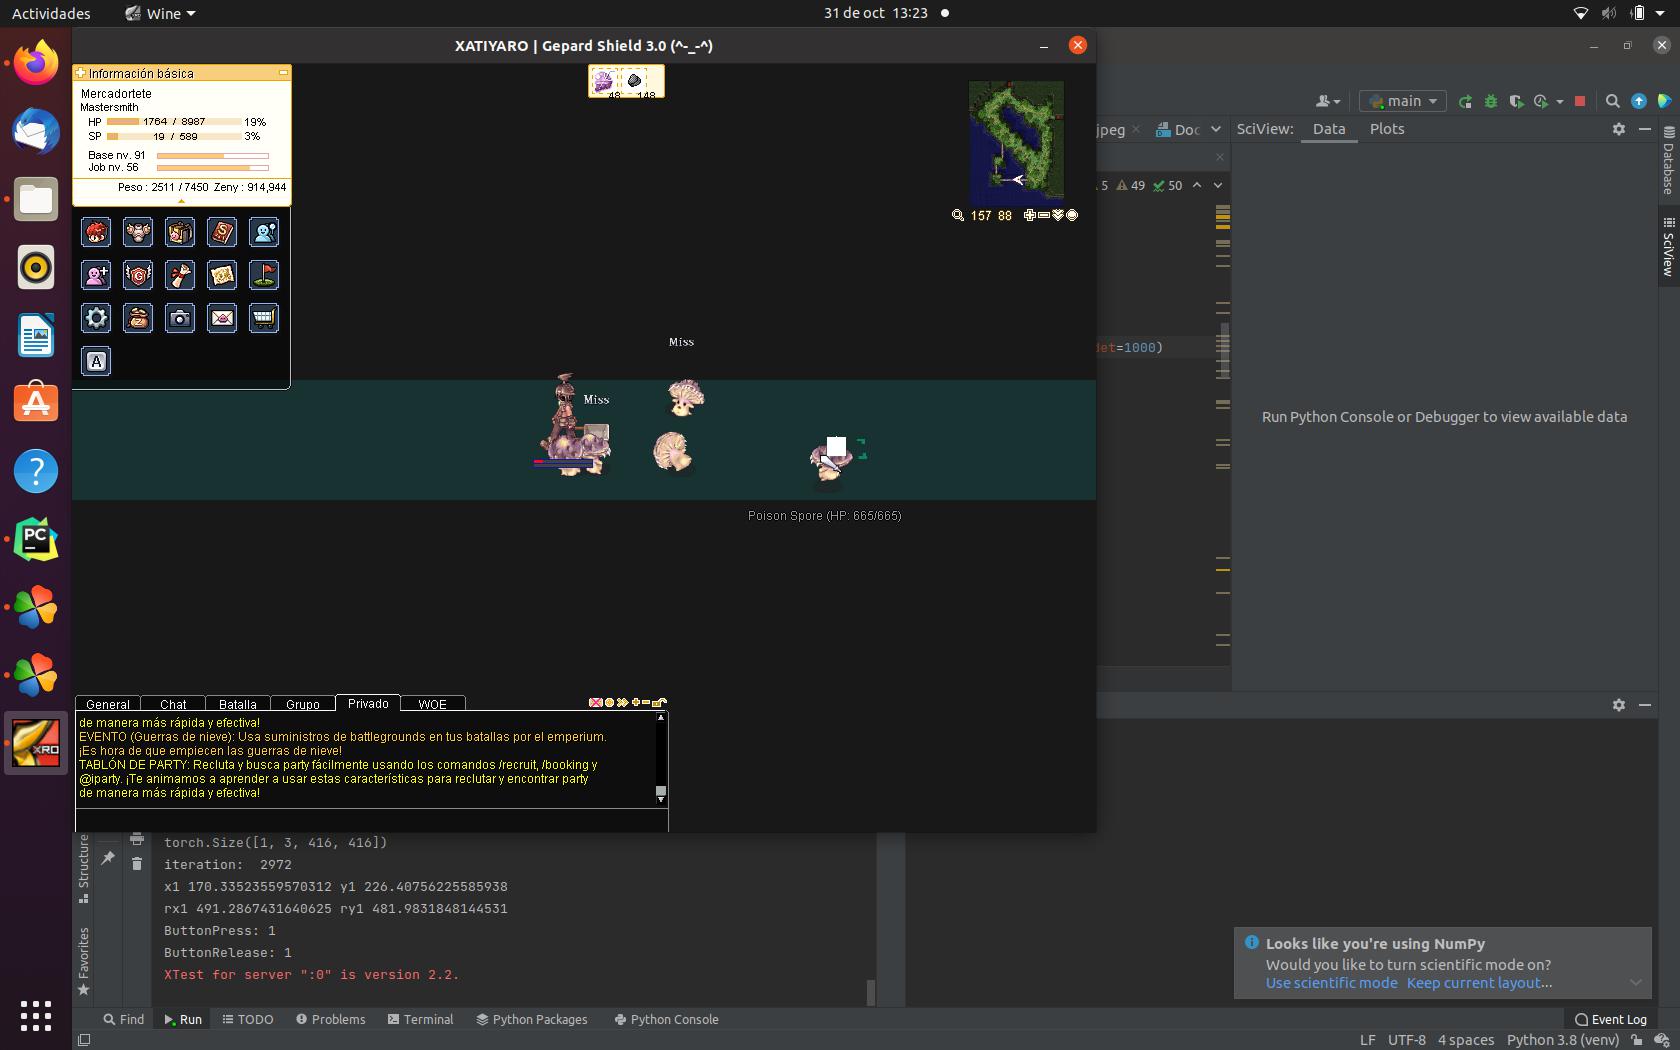 Actividades
Wine
31 de oct 13:23
XATIYARO | Gepard Shield 3.0 (^-_-^)
Información básica
Mercadortete
Mastersmith
HP 1764 / 8987 19%
SP 19 / 589 3%
Base nv. 91
Job nv. 56
Peso : 2511 / 7450 Zeny : 914,944
48 148
157 88
A
Miss
Miss
Poison Spore (HP: 665/665)
General Chat Batalla Grupo Privado WOE
de manera más rápida y efectiva!
EVENTO (Guerras de nieve): Usa suministros de battlegrounds en tus batallas por el emperium.
¡Es hora de que empiecen las guerras de nieve!
TABLÓN DE PARTY: Recluta y busca party fácilmente usando los comandos /recruit, /booking y
@iparty. ¡Te animamos a aprender a usar estas características para reclutar y encontrar party
de manera más rápida y efectiva!
main
jpeg
Doc
SciView: Data Plots
5 49 50
det=1000)
Run Python Console or Debugger to view available data
Database
SciView
PC
XRO
Structure
Favorites
torch.Size([1, 3, 416, 416])
iteration: 2972
x1 170.33523559570312 y1 226.40756225585938
rx1 491.2867431640625 ry1 481.9831848144531
ButtonPress: 1
ButtonRelease: 1
XTest for server ":0" is version 2.2.
Looks like you're using NumPy
Would you like to turn scientific mode on?
Use scientific mode Keep current layout...
Find Run TODO Problems Terminal Python Packages Python Console Event Log
LF UTF-8 4 spaces Python 3.8 (venv)